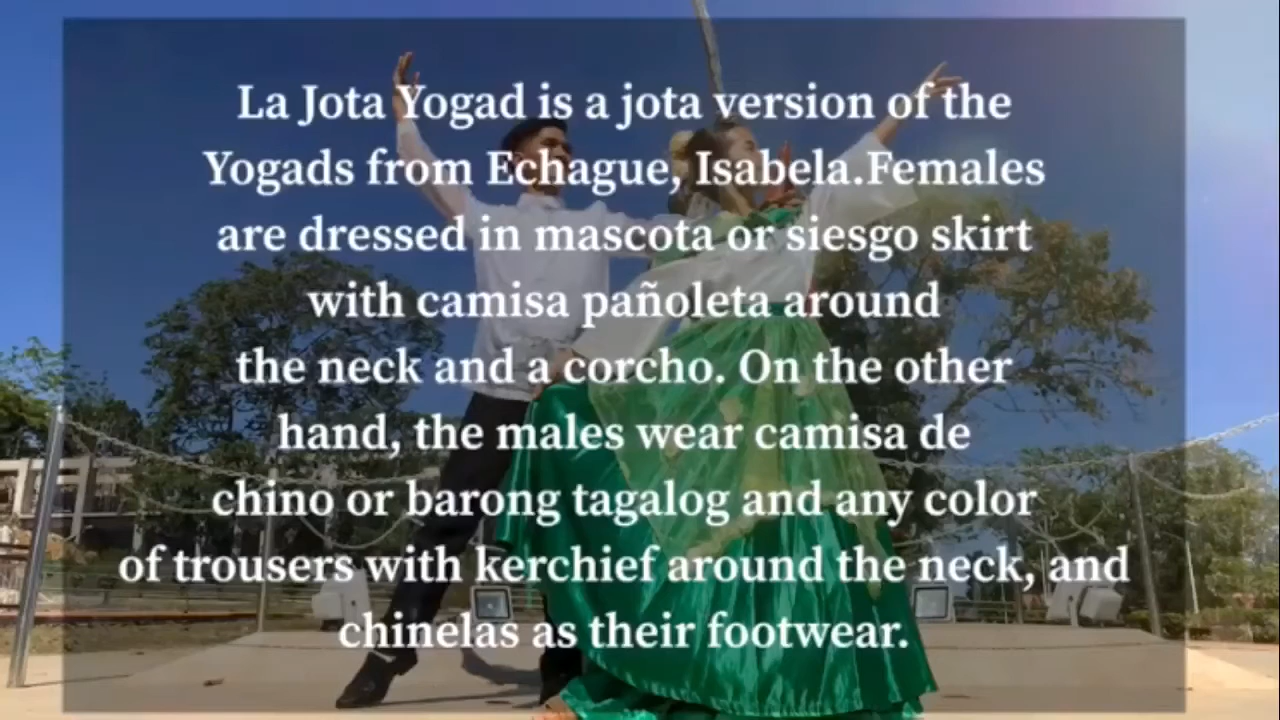 La Jota Yogad is a jota version of the
Yogads from Echague, Isabela.Females
are dressed in mascota or siesgo skirt
with camisa pañoleta around
the neck and a corcho. On the other
hand, the males wear camisa de
chino or barong tagalog and any color
of trousers with kerchief around the neck, and
chinelas as their footwear.